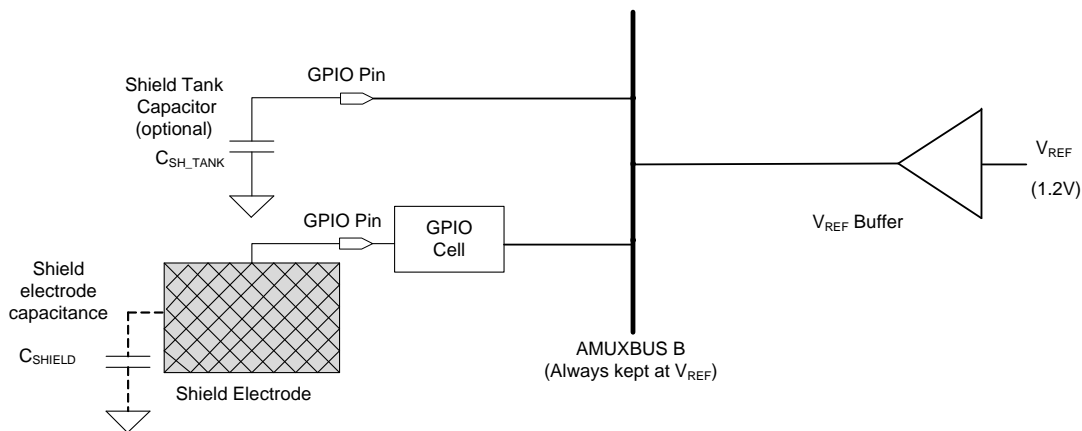 GPIO Pin
Shield Tank
Capacitor
(optional)
C_SH_TANK
GPIO Pin
GPIO
Cell
Shield
electrode
capacitance
C_SHIELD
Shield Electrode
AMUXBUS B
(Always kept at V_REF)
V_REF Buffer
V_REF
(1.2V)